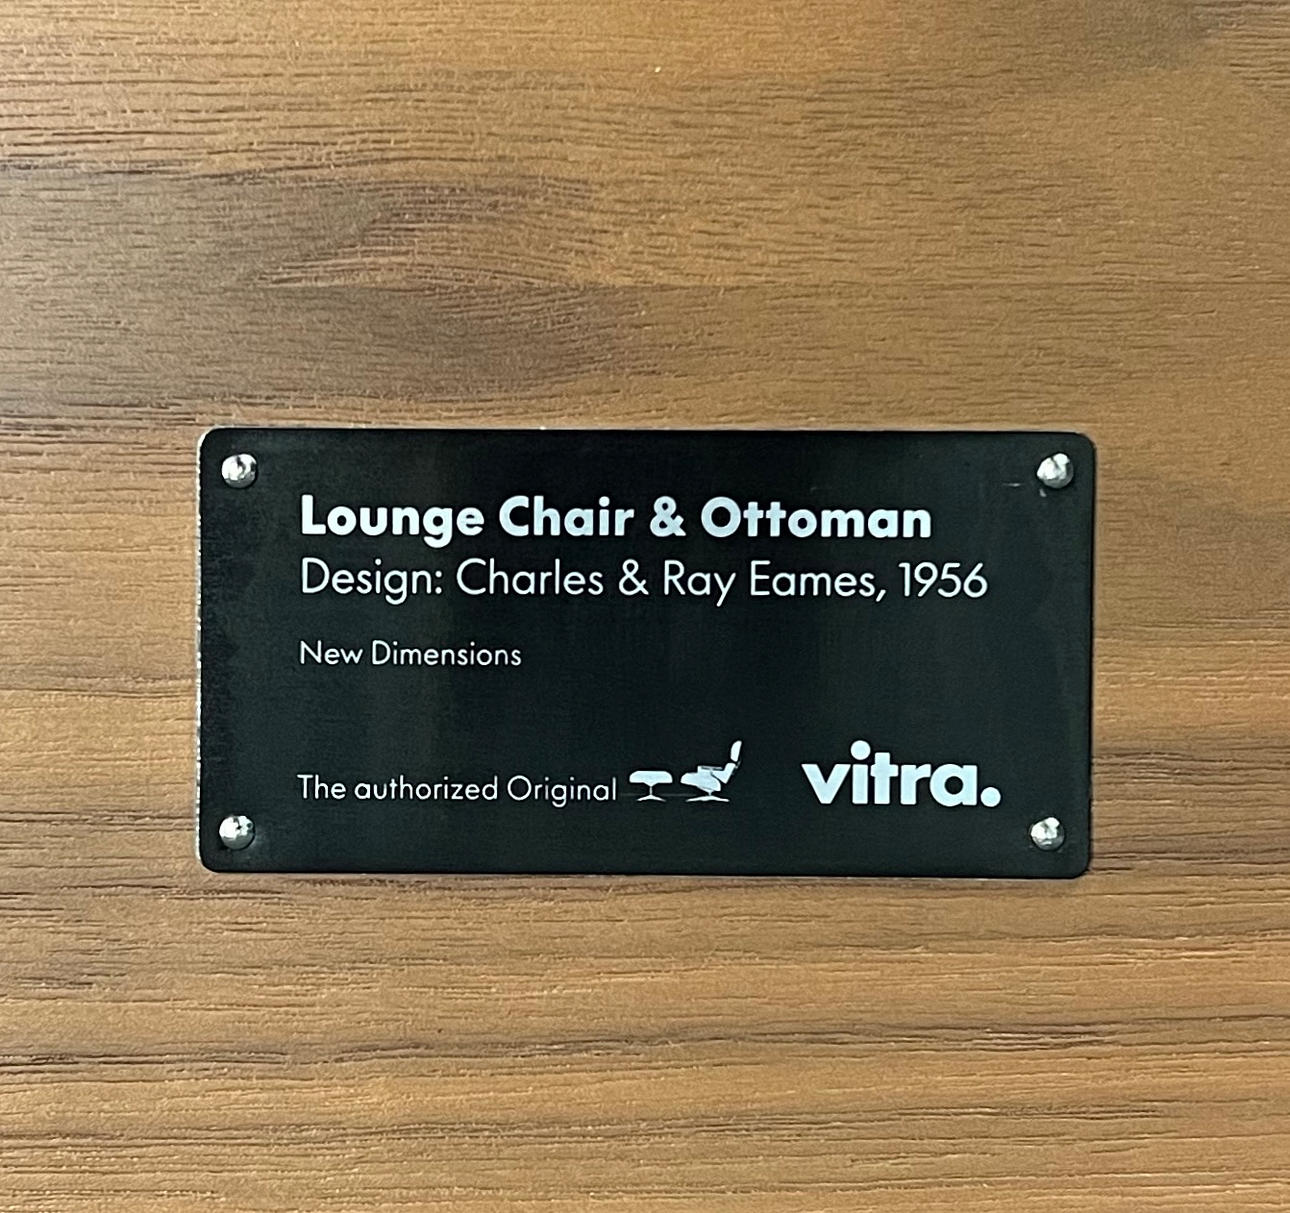 Lounge Chair & Ottoman
Design: Charles & Ray Eames, 1956
New Dimensions
The authorized Original vitra.